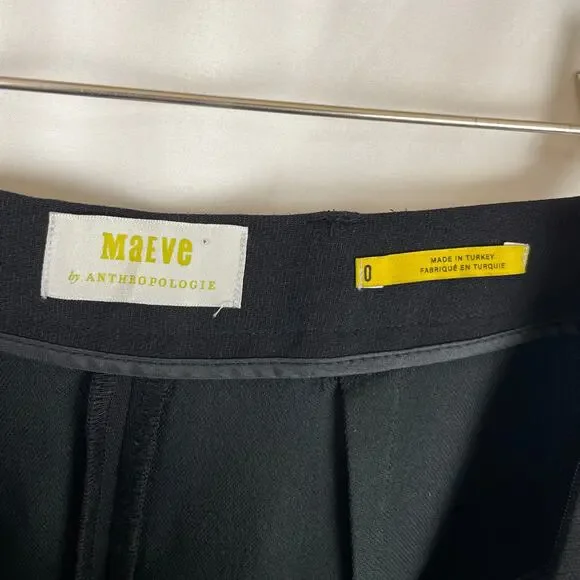 MaEve
by ANTHROPOLOGIE
0
MADE IN TURKEY
FABRIQUÉ EN TURQUIE